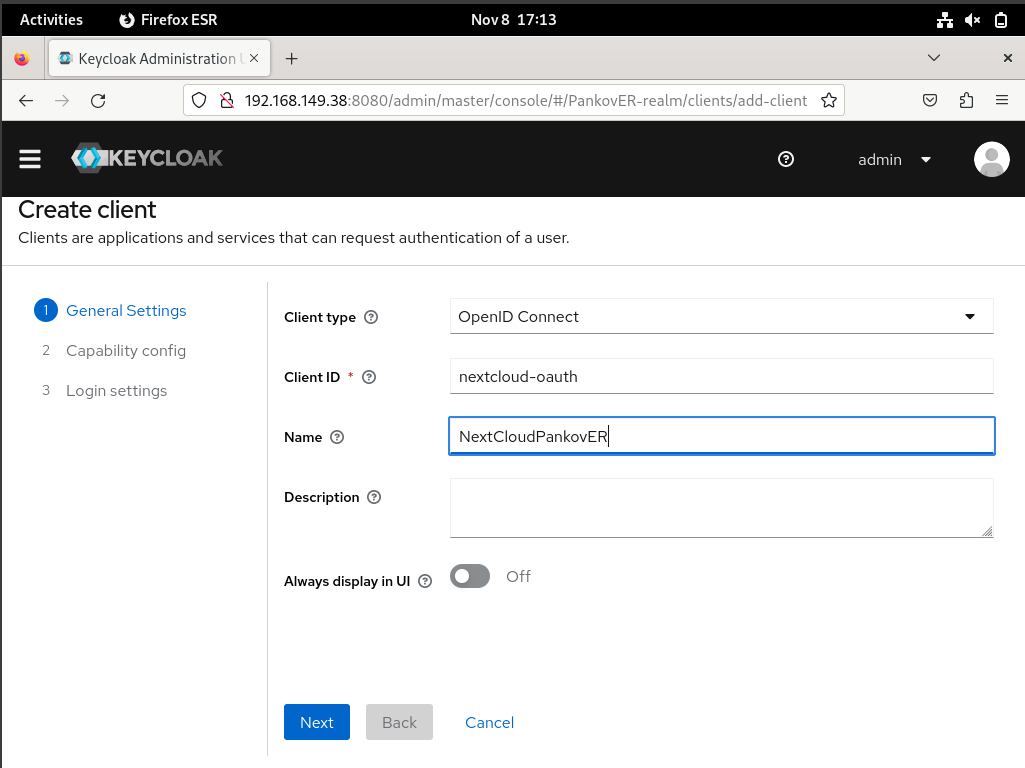 Activities Firefox ESR Nov 8 17:13
Keycloak Administration
192.168.149.38:8080/admin/master/console/#/PankovER-realm/clients/add-client
KEYCLOAK admin
Create client
Clients are applications and services that can request authentication of a user.
1 General Settings
2 Capability config
3 Login settings
Client type OpenID Connect
Client ID * nextcloud-oauth
Name NextCloudPankovER
Description
Always display in UI Off
Next Back Cancel